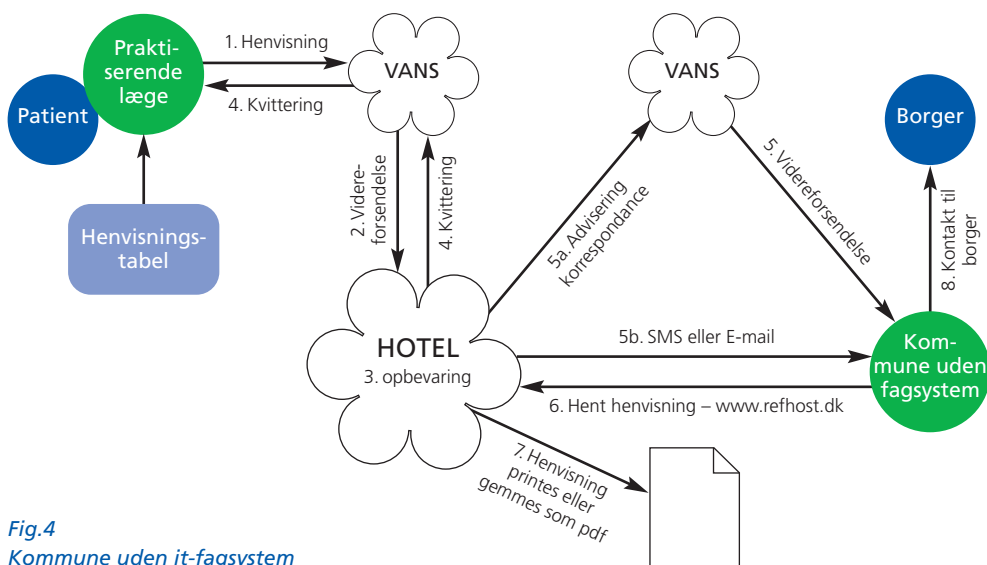 Patient
Prakti-
serende
læge
1. Henvisning
4. Kvittering
VANS
Henvisnings-
tabel
2. Videre-
forsendelse
4. Kvittering
HOTEL
3. opbevaring
5a. Advisering
korrespondance
VANS
5. Videreforsendelse
5b. SMS eller E-mail
6. Hent henvisning – www.refhost.dk
Kom-
mune uden
fagsystem
8. Kontakt til
borger
Borger
7. Henvisning
printes eller
gemmes som pdf
Fig.4
Kommune uden it-fagsystem